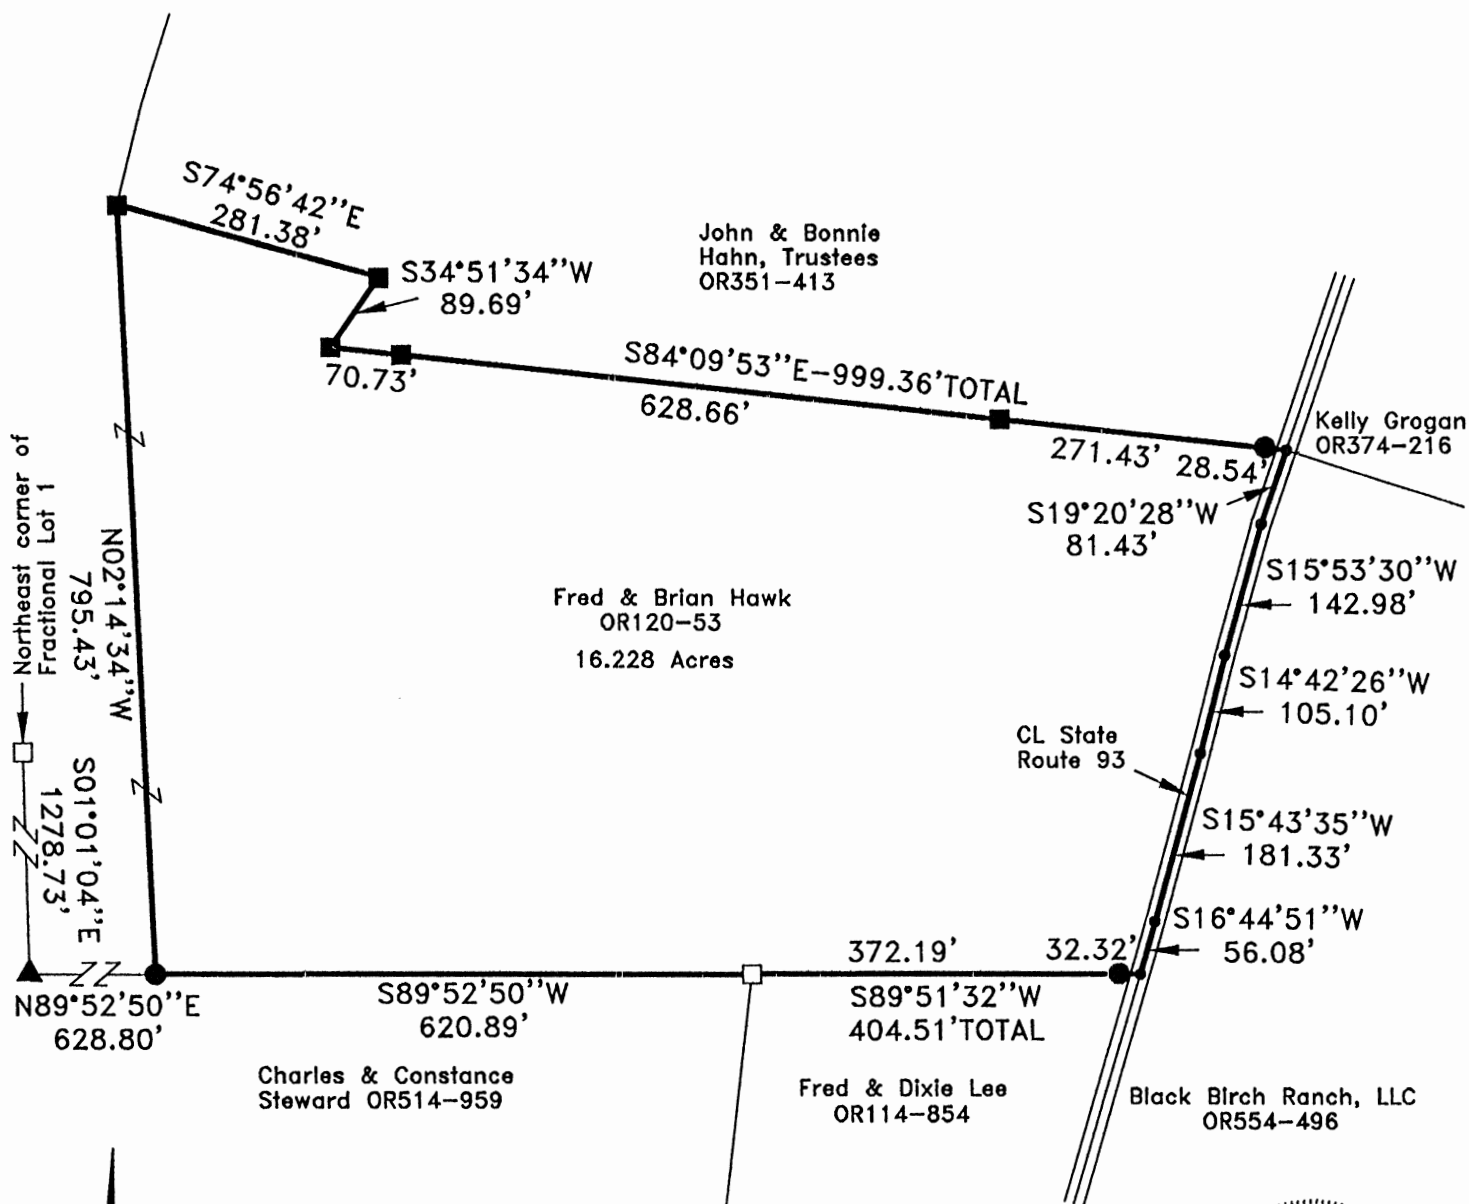 S74°56'42''E
281.38'
S34°51'34''W
89.69'
John & Bonnie
Hahn, Trustees
OR351-413
70.73'
S84°09'53''E-999.36'TOTAL
628.66'
271.43'
28.54'
Kelly Grogan
OR374-216
S19°20'28''W
81.43'
S15°53'30''W
142.98'
S14°42'26''W
105.10'
CL State
Route 93
S15°43'35''W
181.33'
S16°44'51''W
56.08'
Fred & Brian Hawk
OR120-53
16.228 Acres
Northeast corner of
Fractional Lot 1
N02°14'34''W
795.43'
S01°01'04''E
1278.73'
N89°52'50''E
628.80'
S89°52'50''W
620.89'
372.19'
32.32'
S89°51'32''W
404.51'TOTAL
Charles & Constance
Steward OR514-959
Fred & Dixie Lee
OR114-854
Black Birch Ranch, LLC
OR554-496